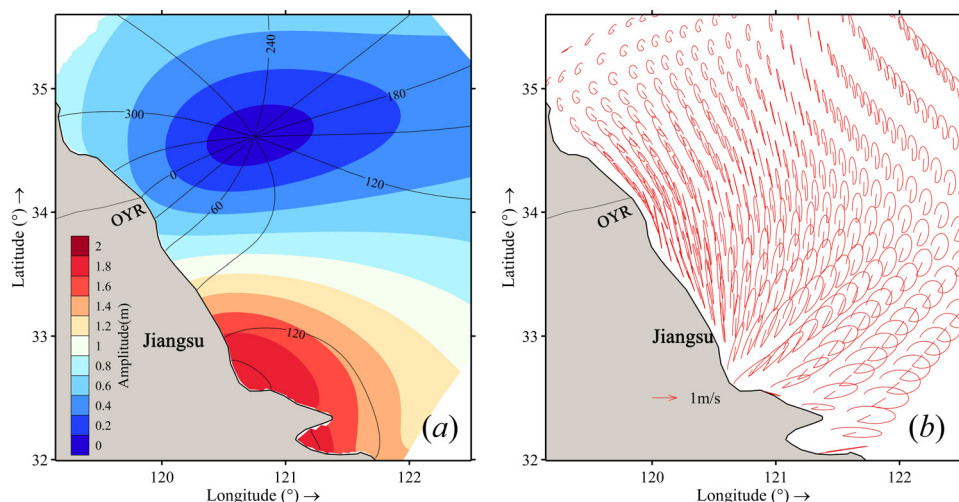 240
180
300
0
120
60
120
OYR
Jiangsu
(a)
2
1.8
1.6
1.4
1.2
1
0.8
0.6
0.4
0.2
0
Amplitude(m)
35
34
33
32
Latitude (°) →
120
121
122
Longitude (°) →
OYR
Jiangsu
1m/s
(b)
35
34
33
32
Latitude (°) →
120
121
122
Longitude (°) →